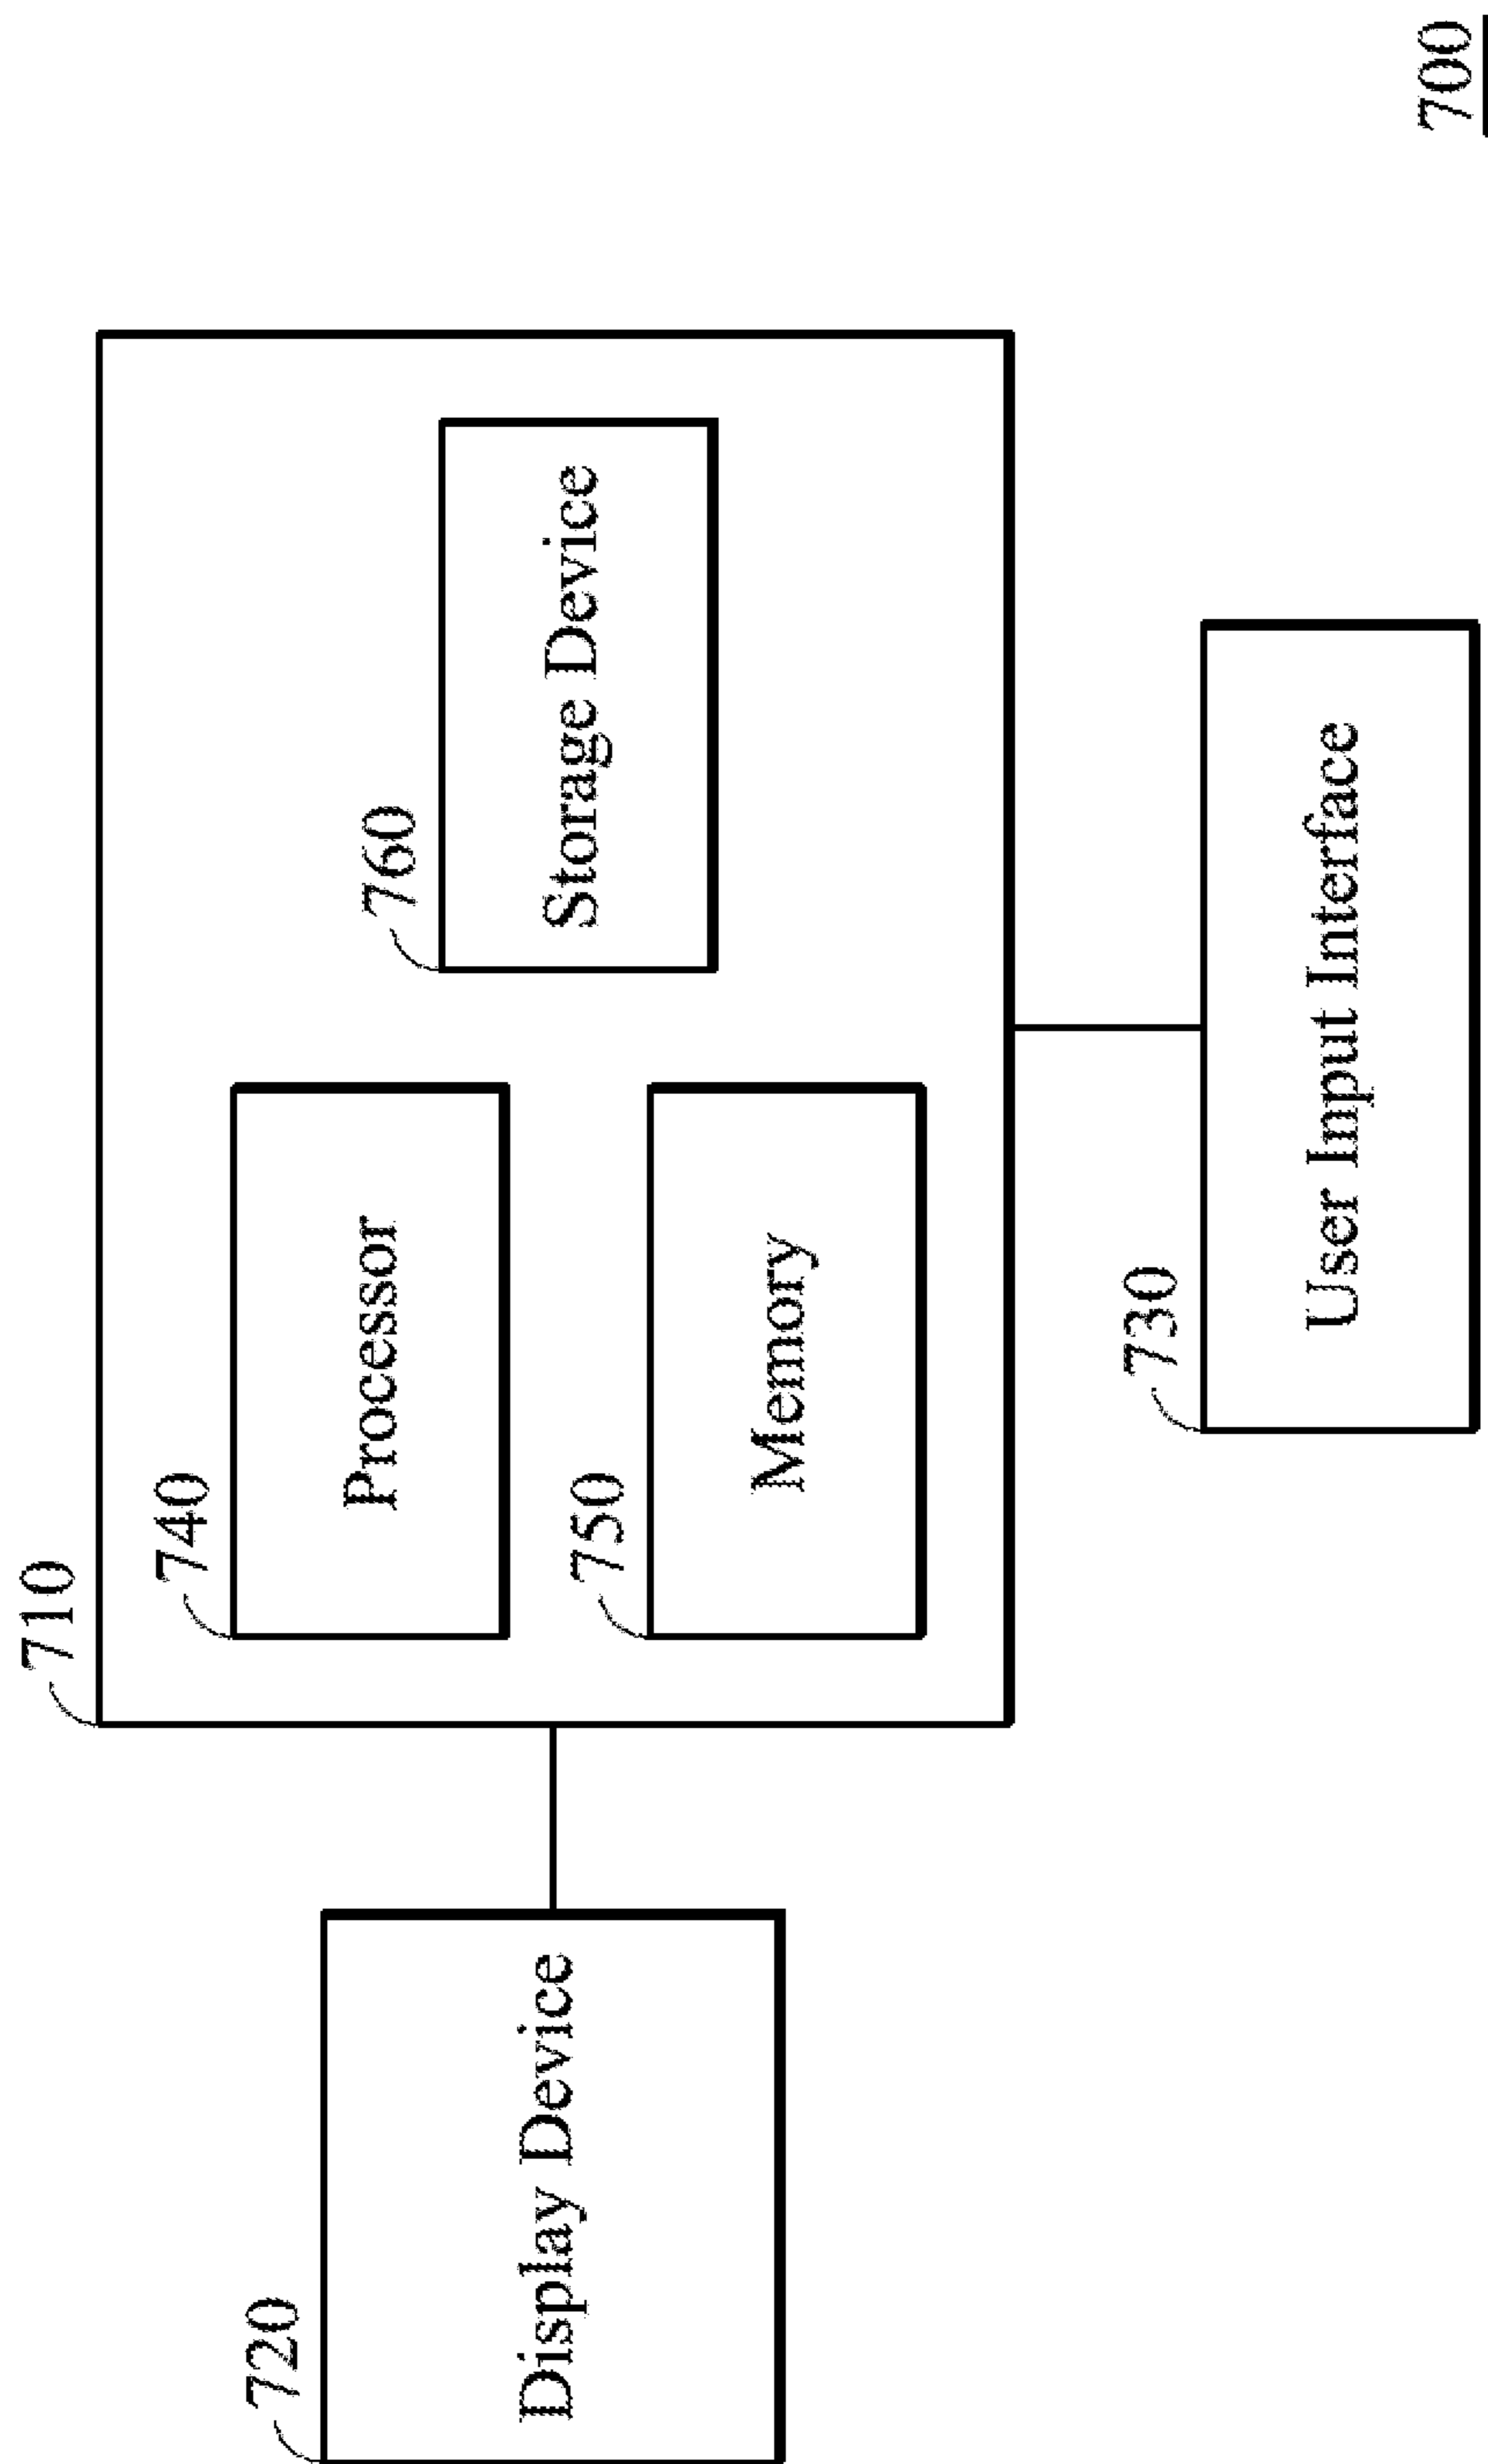 710
720
740
760
Processor
Storage Device
Display Device
750
Memory
730
User Input Interface
700